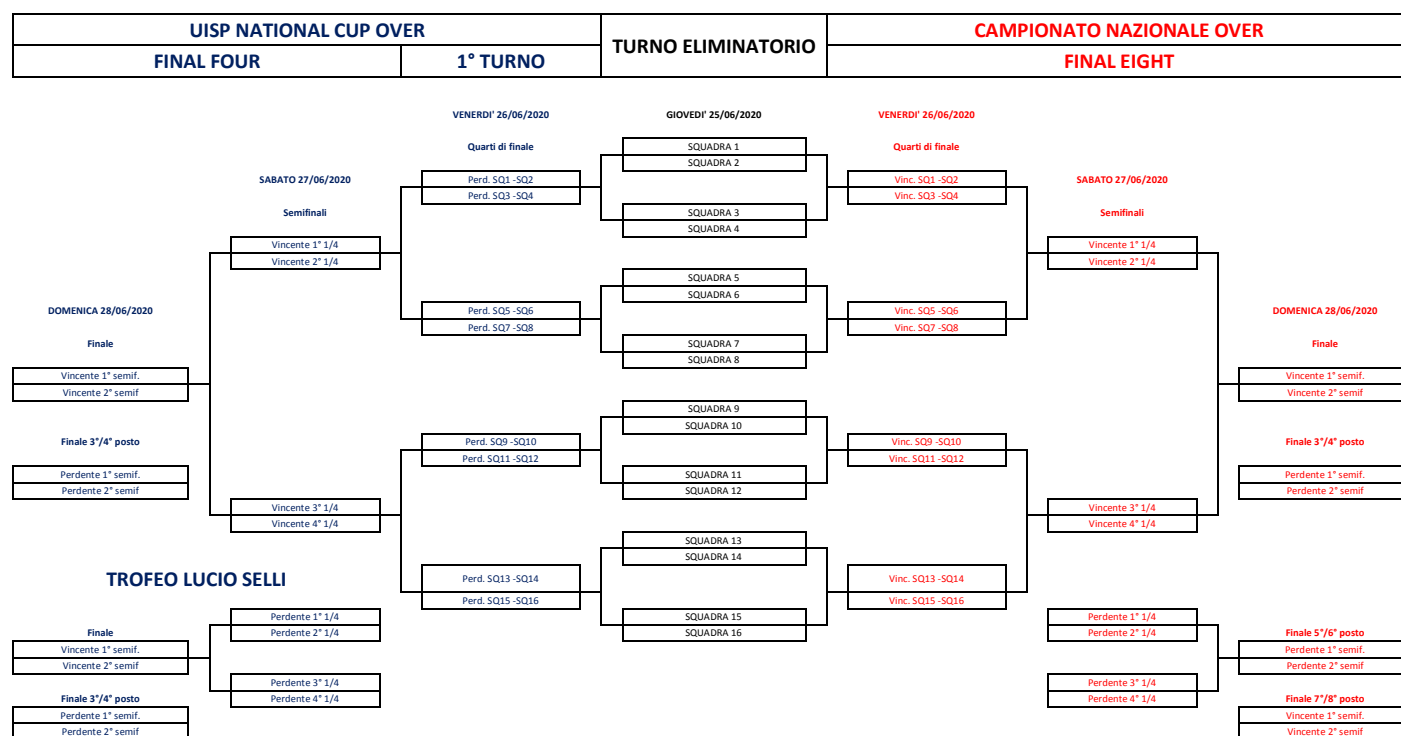 UISP NATIONAL CUP OVER
TURNO ELIMINATORIO
CAMPIONATO NAZIONALE OVER
FINAL FOUR
1° TURNO
FINAL EIGHT
VENERDI' 26/06/2020
GIOVEDI' 25/06/2020
VENERDI' 26/06/2020
Quarti di finale
SQUADRA 1
Quarti di finale
SQUADRA 2
SABATO 27/06/2020
Perd. SQ1 -SQ2
Vinc. SQ1 -SQ2
SABATO 27/06/2020
Perd. SQ3 -SQ4
Vinc. SQ3 -SQ4
Semifinali
SQUADRA 3
Semifinali
SQUADRA 4
Vincente 1° 1/4
Vincente 1° 1/4
Vincente 2° 1/4
Vincente 2° 1/4
SQUADRA 5
SQUADRA 6
DOMENICA 28/06/2020
Perd. SQ5 -SQ6
Vinc. SQ5 -SQ6
DOMENICA 28/06/2020
Perd. SQ7 -SQ8
Vinc. SQ7 -SQ8
Finale
SQUADRA 7
Finale
SQUADRA 8
Vincente 1° semif.
Vincente 1° semif.
Vincente 2° semif
Vincente 2° semif
SQUADRA 9
SQUADRA 10
Finale 3°/4° posto
Perd. SQ9 -SQ10
Vinc. SQ9 -SQ10
Finale 3°/4° posto
Perd. SQ11 -SQ12
Vinc. SQ11 -SQ12
Perdente 1° semif.
SQUADRA 11
Perdente 1° semif.
Perdente 2° semif
SQUADRA 12
Perdente 2° semif
Vincente 3° 1/4
Vincente 3° 1/4
Vincente 4° 1/4
Vincente 4° 1/4
SQUADRA 13
SQUADRA 14
TROFEO LUCIO SELLI
Perd. SQ13 -SQ14
Vinc. SQ13 -SQ14
Perd. SQ15 -SQ16
Vinc. SQ15 -SQ16
Perdente 1° 1/4
SQUADRA 15
Perdente 1° 1/4
Finale
Perdente 2° 1/4
SQUADRA 16
Perdente 2° 1/4
Finale 5°/6° posto
Vincente 1° semif.
Perdente 1° semif.
Vincente 2° semif
Perdente 2° semif
Perdente 3° 1/4
Perdente 3° 1/4
Finale 3°/4° posto
Perdente 4° 1/4
Perdente 4° 1/4
Finale 7°/8° posto
Perdente 1° semif.
Vincente 1° semif.
Perdente 2° semif
Vincente 2° semif